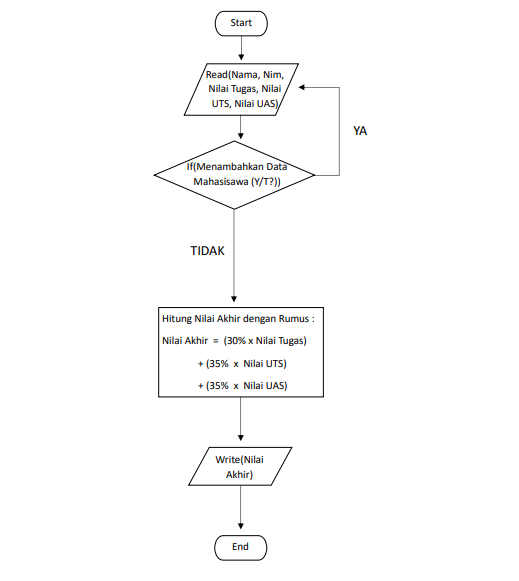 Start
Read(Nama, Nim,
Nilai Tugas, Nilai
UTS, Nilai UAS)
YA
If(Menambahkan Data
Mahasisawa (Y/T?))
TIDAK
Hitung Nilai Akhir dengan Rumus :
Nilai Akhir = (30% x Nilai Tugas)
+ (35% x Nilai UTS)
+ (35% x Nilai UAS)
Write(Nilai
Akhir)
End